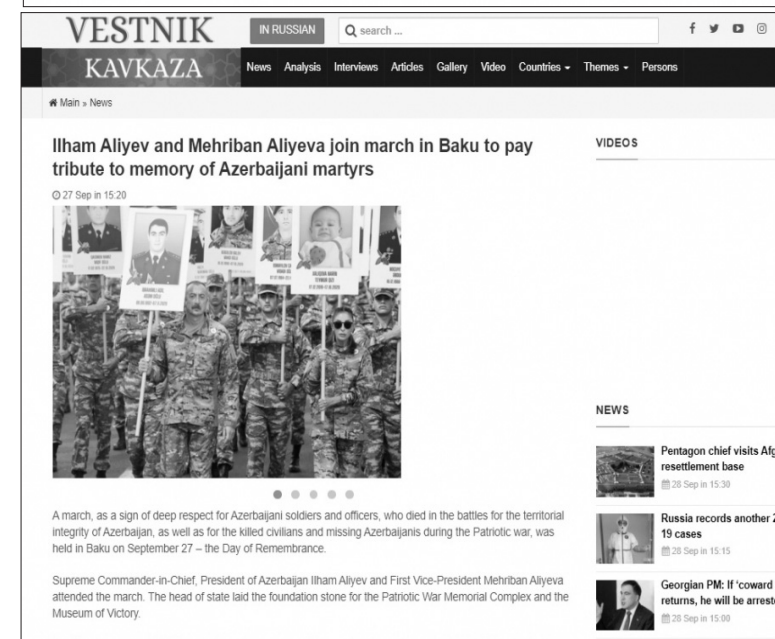 VESTNIK
KAVKAZA
IN RUSSIAN
search ...
News Analysis Interviews Articles Gallery Video Countries Themes Persons
Main » News
Ilham Aliyev and Mehriban Aliyeva join march in Baku to pay
tribute to memory of Azerbaijani martyrs
27 Sep in 15:20
A march, as a sign of deep respect for Azerbaijani soldiers and officers, who died in the battles for the territorial
integrity of Azerbaijan, as well as for the killed civilians and missing Azerbaijanis during the Patriotic war, was
held in Baku on September 27 – the Day of Remembrance.
Supreme Commander-in-Chief, President of Azerbaijan Ilham Aliyev and First Vice-President Mehriban Aliyeva
attended the march. The head of state laid the foundation stone for the Patriotic War Memorial Complex and the
Museum of Victory.
VIDEOS
NEWS
Pentagon chief visits Afg
resettlement base
28 Sep in 15:30
Russia records another 2
19 cases
28 Sep in 15:15
Georgian PM: If 'coward
returns, he will be arreste
28 Sep in 15:00